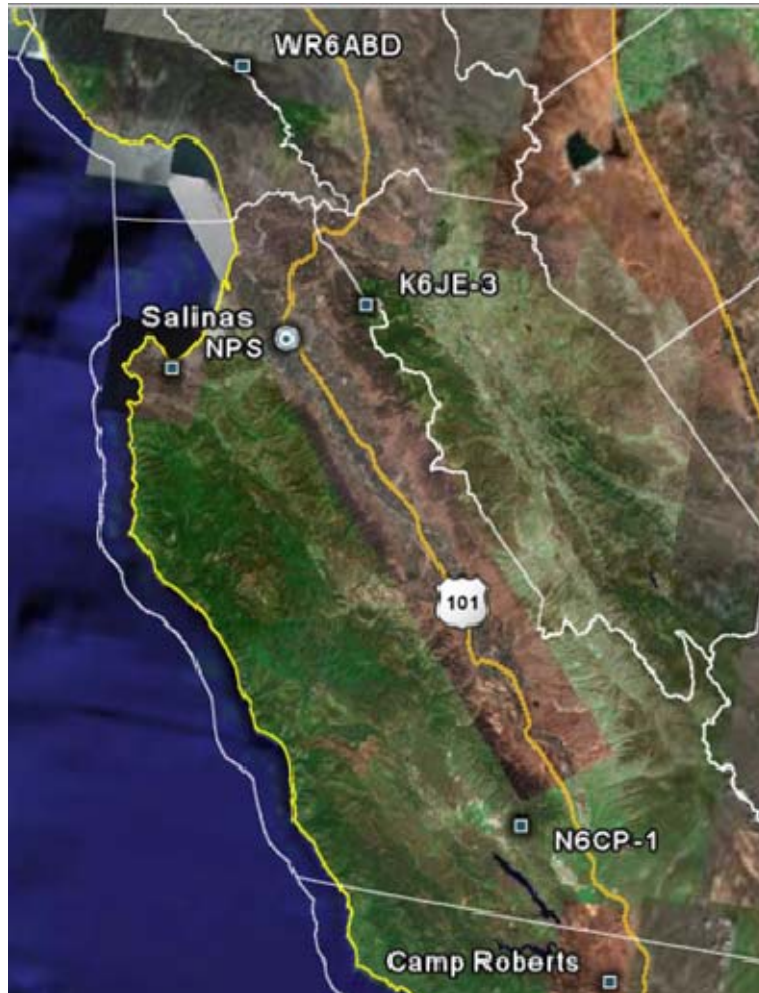 WR6ABD
K6JE-3
Salinas
NPS
101
N6CP-1
Camp Roberts